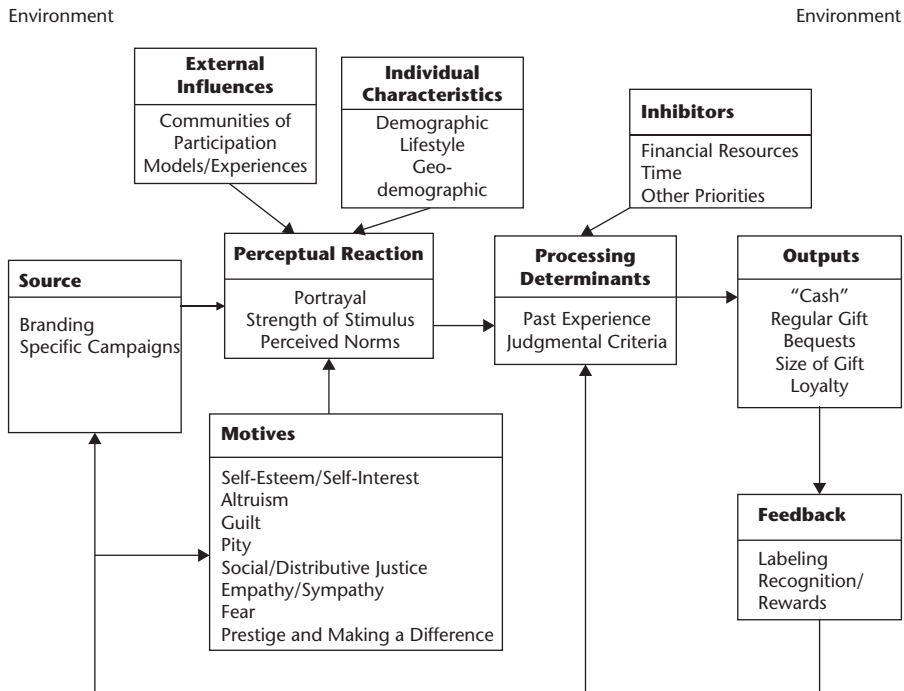 Environment
Environment
External
Influences
Communities of
Participation
Models/Experiences
Individual
Characteristics
Demographic
Lifestyle
Geo-
demographic
Inhibitors
Financial Resources
Time
Other Priorities
Source
Branding
Specific Campaigns
Perceptual Reaction
Portrayal
Strength of Stimulus
Perceived Norms
Processing
Determinants
Past Experience
Judgmental Criteria
Outputs
“Cash”
Regular Gift
Bequests
Size of Gift
Loyalty
Motives
Self-Esteem/Self-Interest
Altruism
Guilt
Pity
Social/Distributive Justice
Empathy/Sympathy
Fear
Prestige and Making a Difference
Feedback
Labeling
Recognition/
Rewards